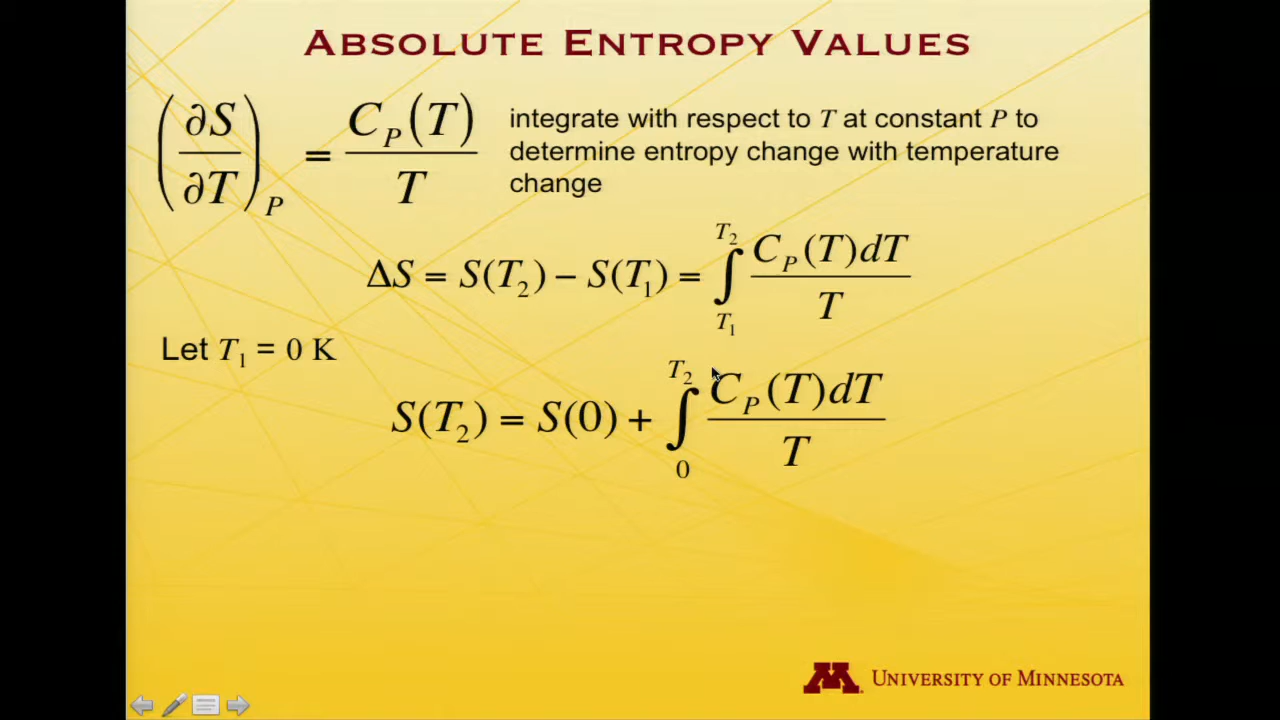 ABSOLUTE ENTROPY VALUES
(∂S/∂T)_P = C_P(T)/T
integrate with respect to T at constant P to
determine entropy change with temperature
change
ΔS = S(T₂) − S(T₁) = ∫_{T₁}^{T₂} C_P(T)dT/T
Let T₁ = 0 K
S(T₂) = S(0) + ∫_0^{T₂} C_P(T)dT/T
M
UNIVERSITY OF MINNESOTA